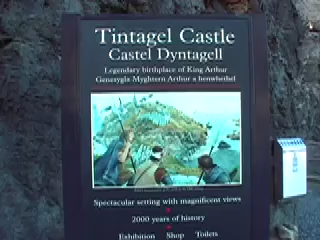 Tintagel Castle
Castel Dyntagell
Legendary birthplace of King Arthur
Genesygla Myghtern Arthur a henwhethel
Spectacular setting with magnificent views
2000 years of history
Exhibition Shop Toilets